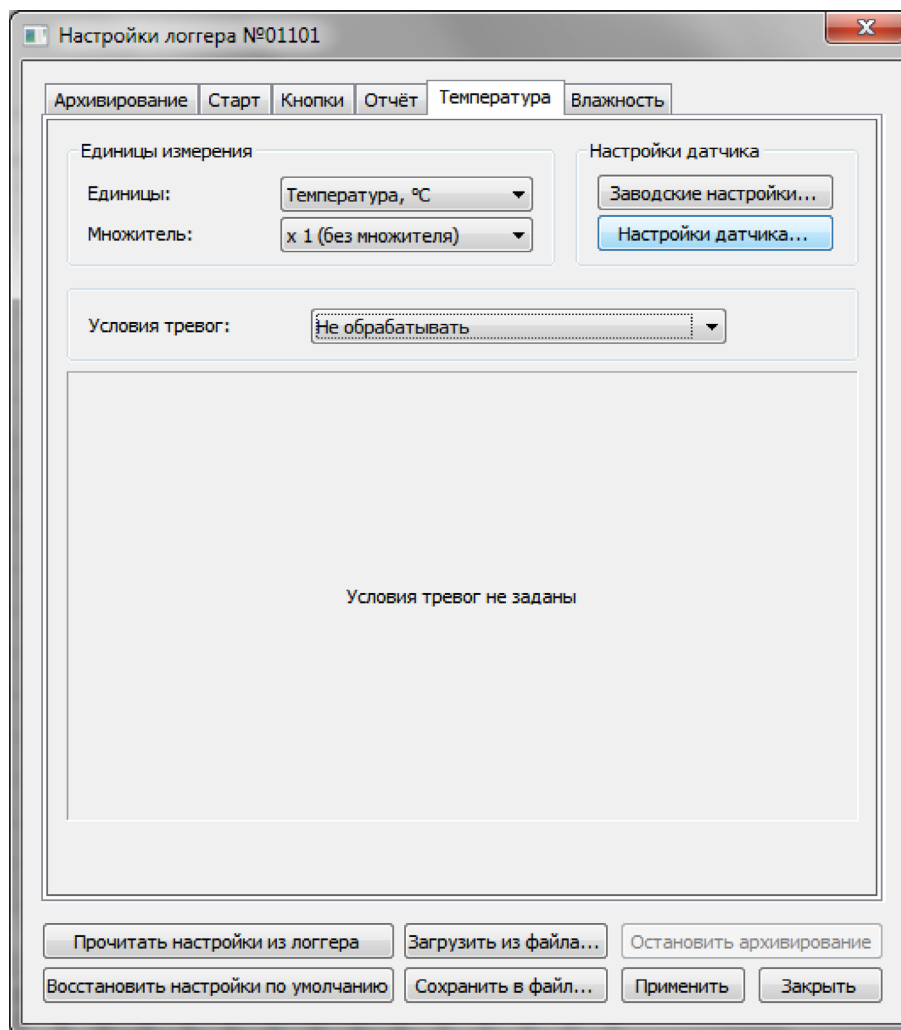 Настройки логгера №01101
Архивирование Старт Кнопки Отчёт Температура Влажность
Единицы измерения Настройки датчика
Единицы: Температура, ºC Заводские настройки...
Множитель: x 1 (без множителя) Настройки датчика...
Условия тревог: Не обрабатывать
Условия тревог не заданы
Прочитать настройки из логгера Загрузить из файла... Остановить архивирование
Восстановить настройки по умолчанию Сохранить в файл... Применить Закрыть